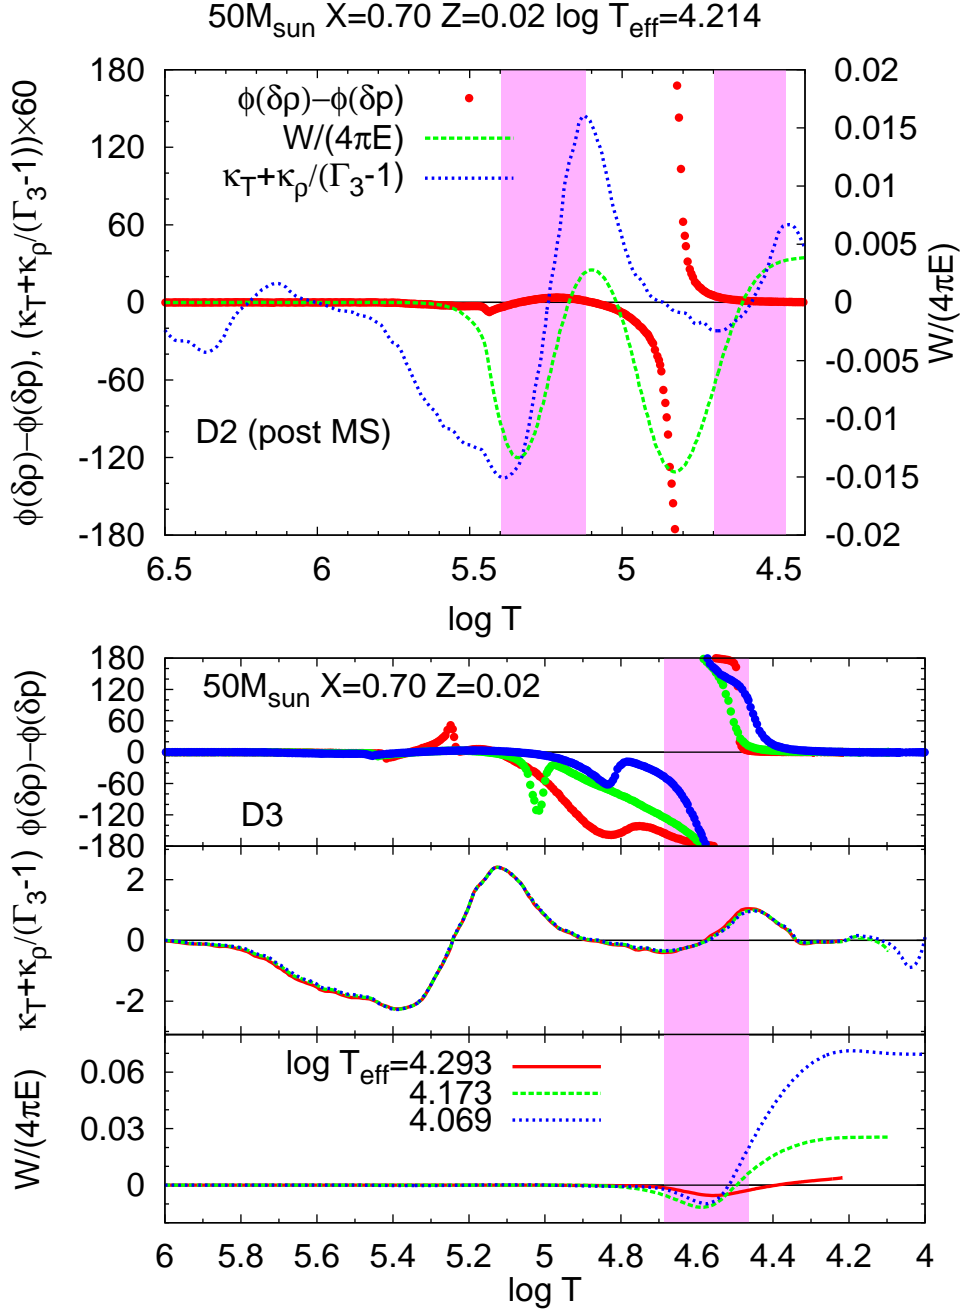 50M_sun X=0.70 Z=0.02 log T_eff=4.214
ϕ(δρ)−ϕ(δp), (κ_T+κ_ρ/(Γ_3-1))×60
180
120
60
0
-60
-120
-180
ϕ(δρ)−ϕ(δp)
W/(4πE)
κ_T+κ_ρ/(Γ_3-1)
D2 (post MS)
0.02
0.015
0.01
0.005
0
-0.005
-0.01
-0.015
-0.02
W/(4πE)
6.5 6 5.5 5 4.5
log T
ϕ(δρ)−ϕ(δp)
180
120
60
0
-60
-120
-180
50M_sun X=0.70 Z=0.02
D3
κ_T+κ_ρ/(Γ_3-1)
180
2
0
-2
W/(4πE)
0.06
0.03
0
log T_eff=4.293
4.173
4.069
6 5.8 5.6 5.4 5.2 5 4.8 4.6 4.4 4.2 4
log T